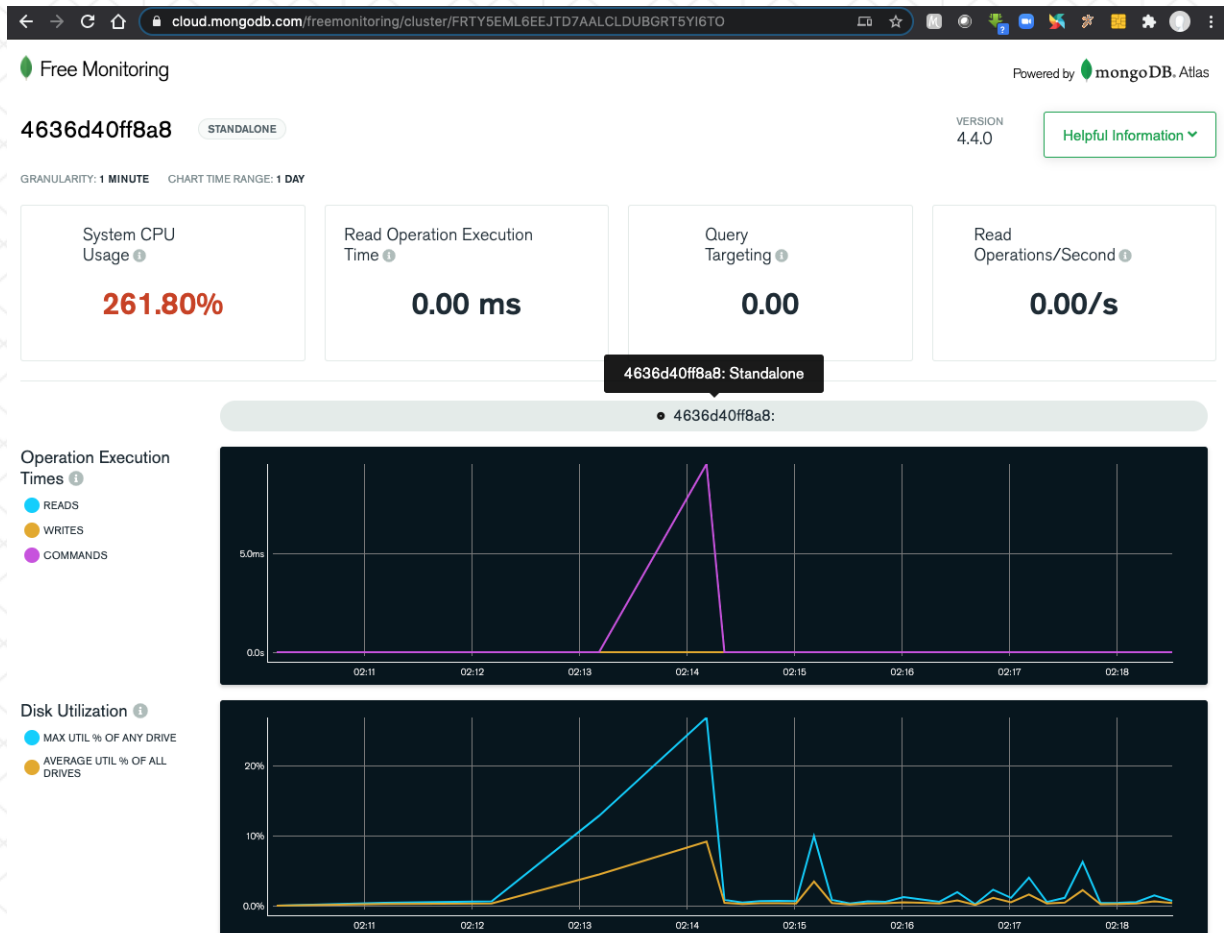 cloud.mongodb.com/freemonitoring/cluster/FRTY5EML6EEJTD7AALCLDUBGRT5YI6TO
Free Monitoring
Powered by mongoDB. Atlas
4636d40ff8a8
STANDALONE
VERSION
4.4.0
Helpful Information
GRANULARITY: 1 MINUTE CHART TIME RANGE: 1 DAY
System CPU
Usage
261.80%
Read Operation Execution
Time
0.00 ms
Query
Targeting
0.00
Read
Operations/Second
0.00/s
4636d40ff8a8: Standalone
4636d40ff8a8:
Operation Execution
Times
READS
WRITES
COMMANDS
5.0ms
0.0s
02:11 02:12 02:13 02:14 02:15 02:16 02:17 02:18
Disk Utilization
MAX UTIL % OF ANY DRIVE
AVERAGE UTIL % OF ALL
DRIVES
20%
10%
0.0%
02:11 02:12 02:13 02:14 02:15 02:16 02:17 02:18